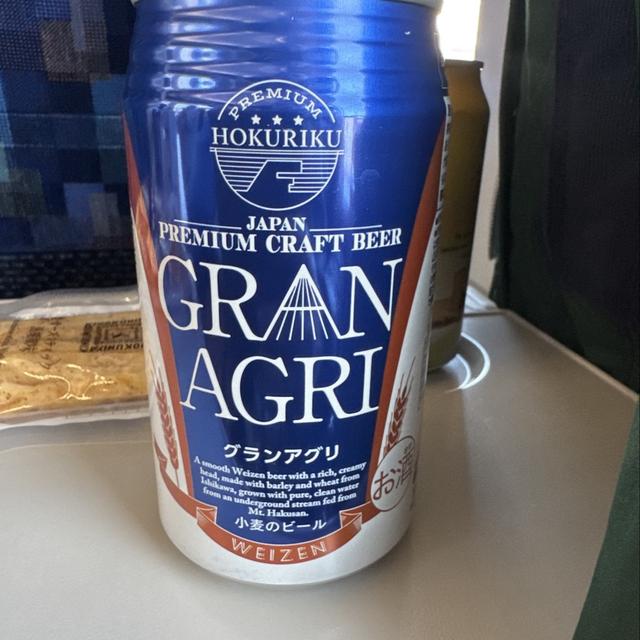 PREMIUM
HOKURIKU
JAPAN
PREMIUM CRAFT BEER
GRAN
AGRI
グランアグリ
A smooth Weizen beer with a rich, creamy
head, made with barley and wheat from
Ishikawa, grown with pure, clean water
from an underground stream fed from
Mt. Hakusan.
小麦のビール
WEIZEN
お酒